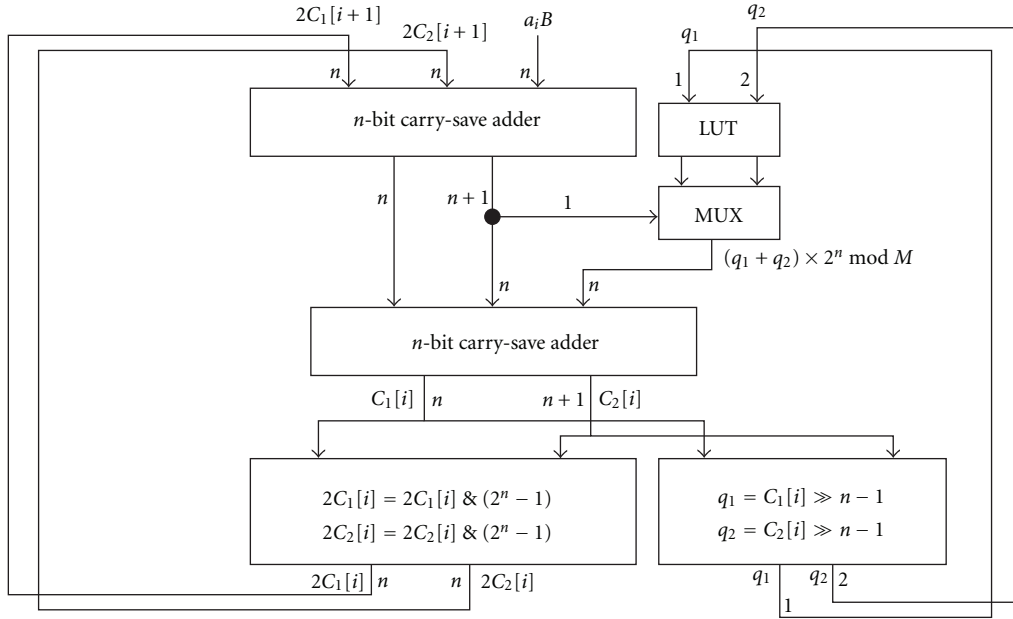 2C₁[i + 1]
2C₂[i + 1]
aᵢB
q₁
q₂
n
n
n
1
2
n-bit carry-save adder
LUT
n
n + 1
1
MUX
(q₁ + q₂) × 2ⁿ mod M
n
n
n-bit carry-save adder
C₁[i]
n
n + 1
C₂[i]
2C₁[i] = 2C₁[i] & (2ⁿ − 1)
2C₂[i] = 2C₂[i] & (2ⁿ − 1)
q₁ = C₁[i] ≫ n − 1
q₂ = C₂[i] ≫ n − 1
2C₁[i]
n
n
2C₂[i]
q₁
1
q₂
2